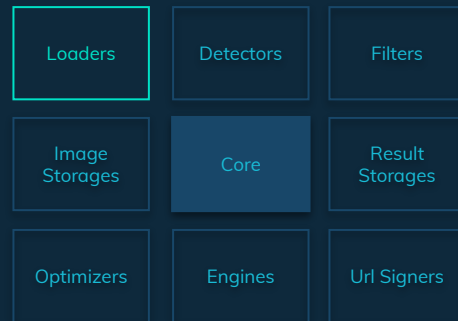 Loaders
Detectors
Filters
Image
Storages
Core
Result
Storages
Optimizers
Engines
Url Signers